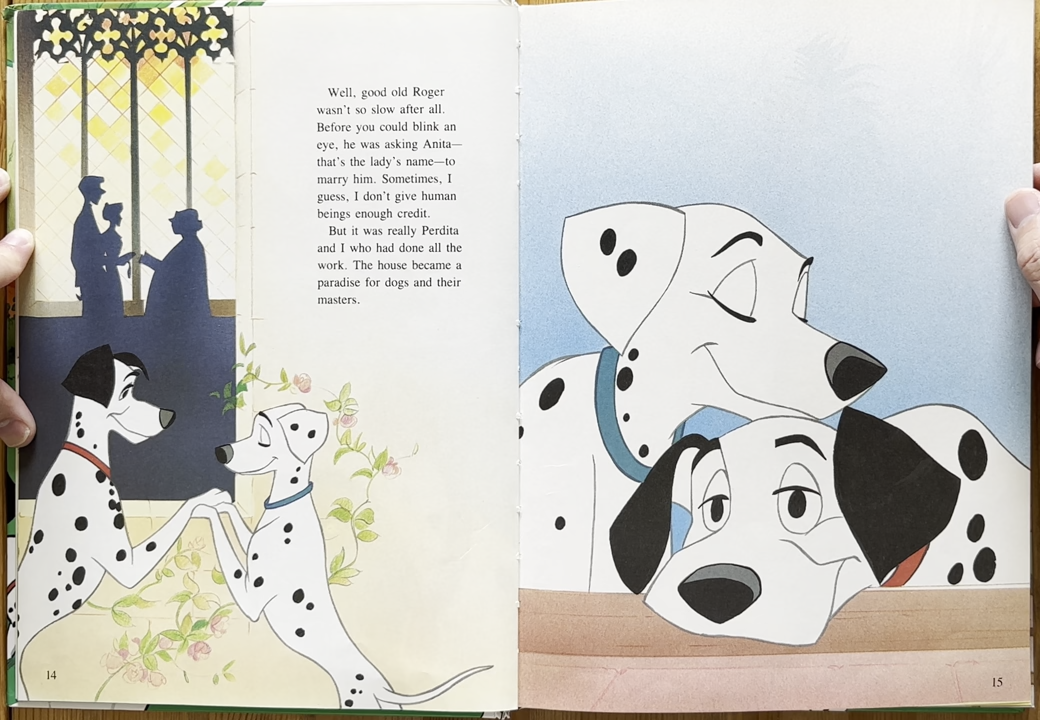 Well, good old Roger
wasn't so slow after all.
Before you could blink an
eye, he was asking Anita—
that's the lady's name—to
marry him. Sometimes, I
guess, I don't give human
beings enough credit.
But it was really Perdita
and I who had done all the
work. The house became a
paradise for dogs and their
masters.
14
15